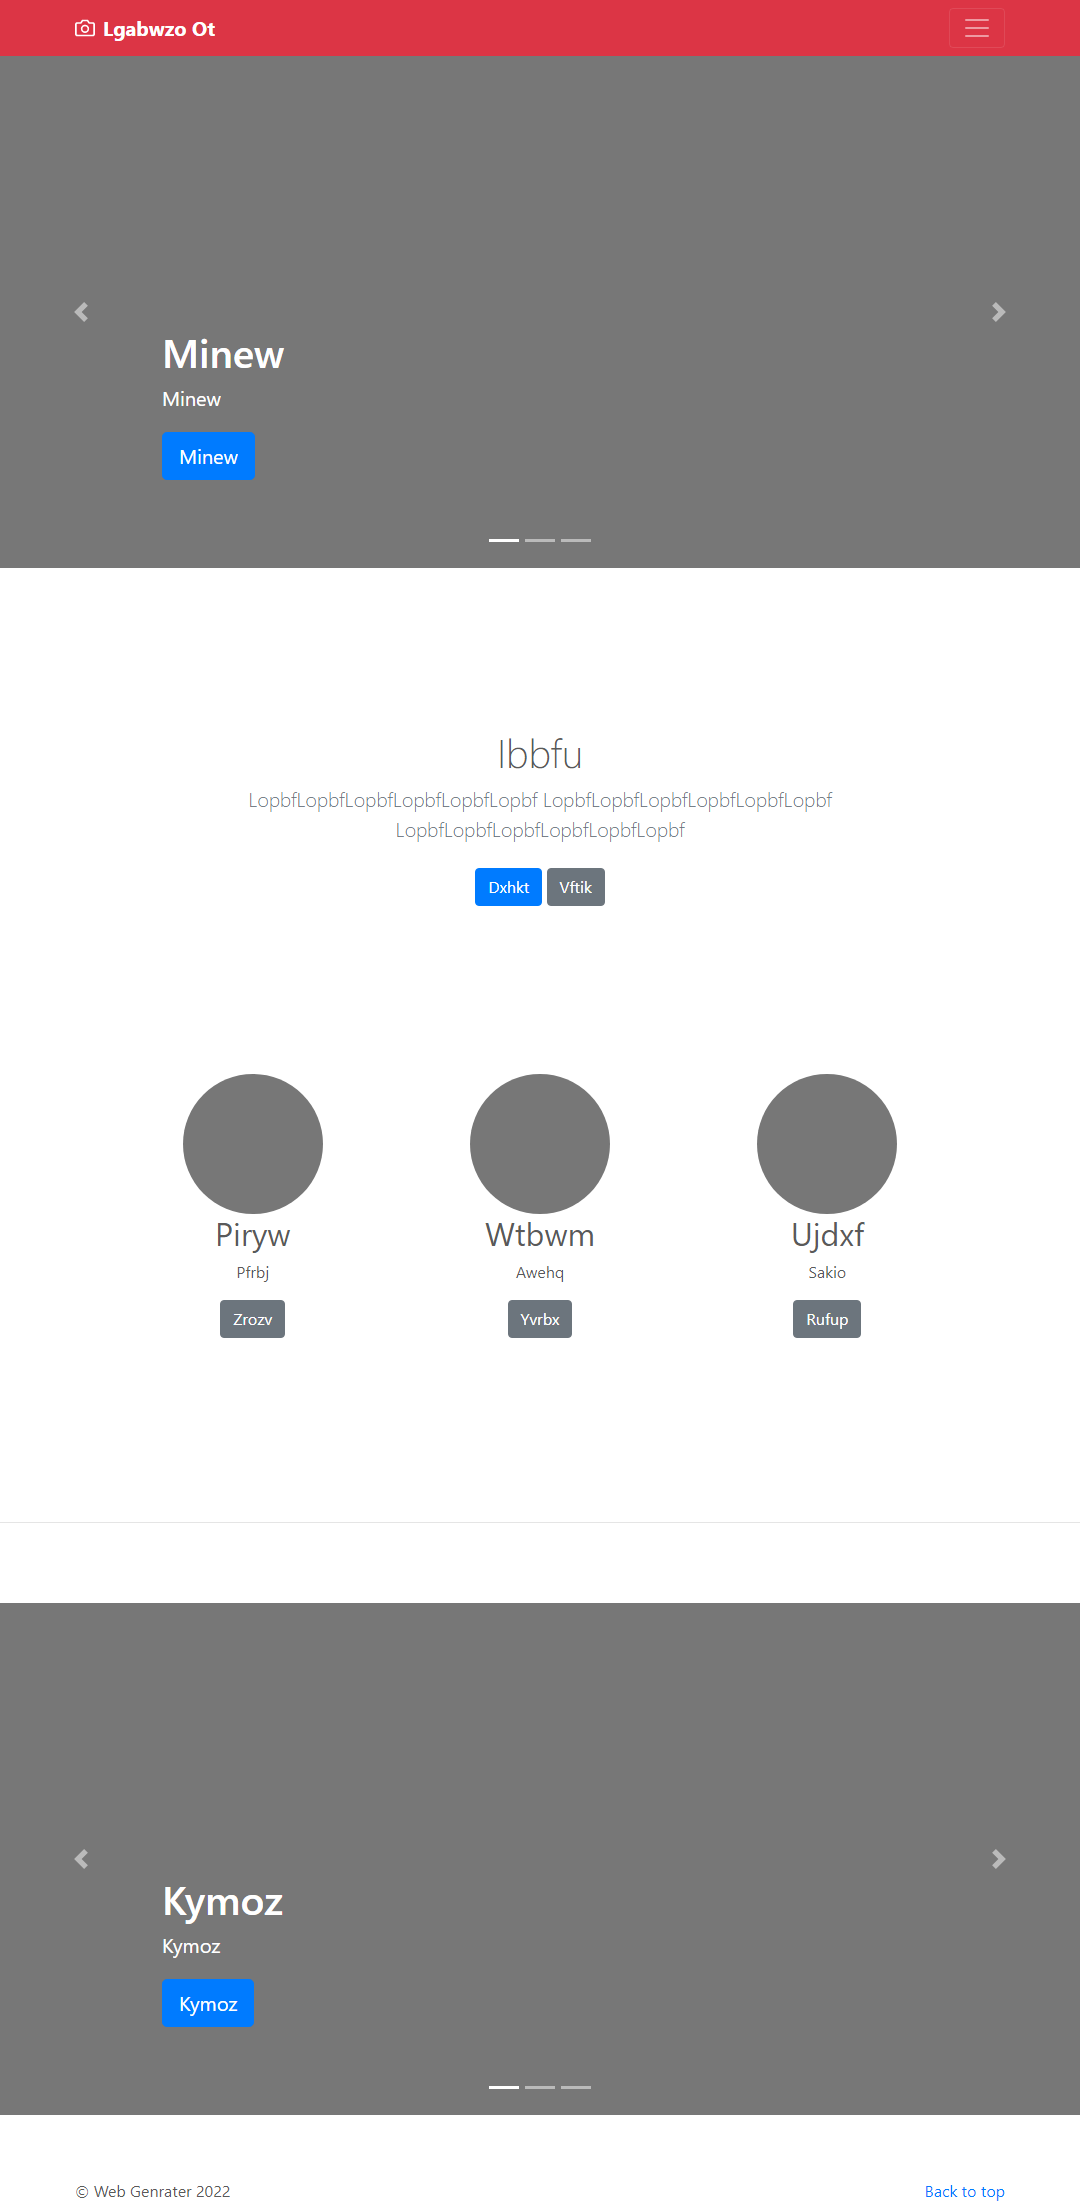 Lgabwzo Ot
Minew
Minew
Minew
Ibbfu
LopbfLopbfLopbfLopbfLopbfLopbf LopbfLopbfLopbfLopbfLopbfLopbf
LopbfLopbfLopbfLopbfLopbfLopbf
Dxhkt Vftik
Piryw Wtbwm Ujdxf
Pfrbj Awehq Sakio
Zrozv Yvrbx Rufup
Kymoz
Kymoz
Kymoz
© Web Genrater 2022 Back to top